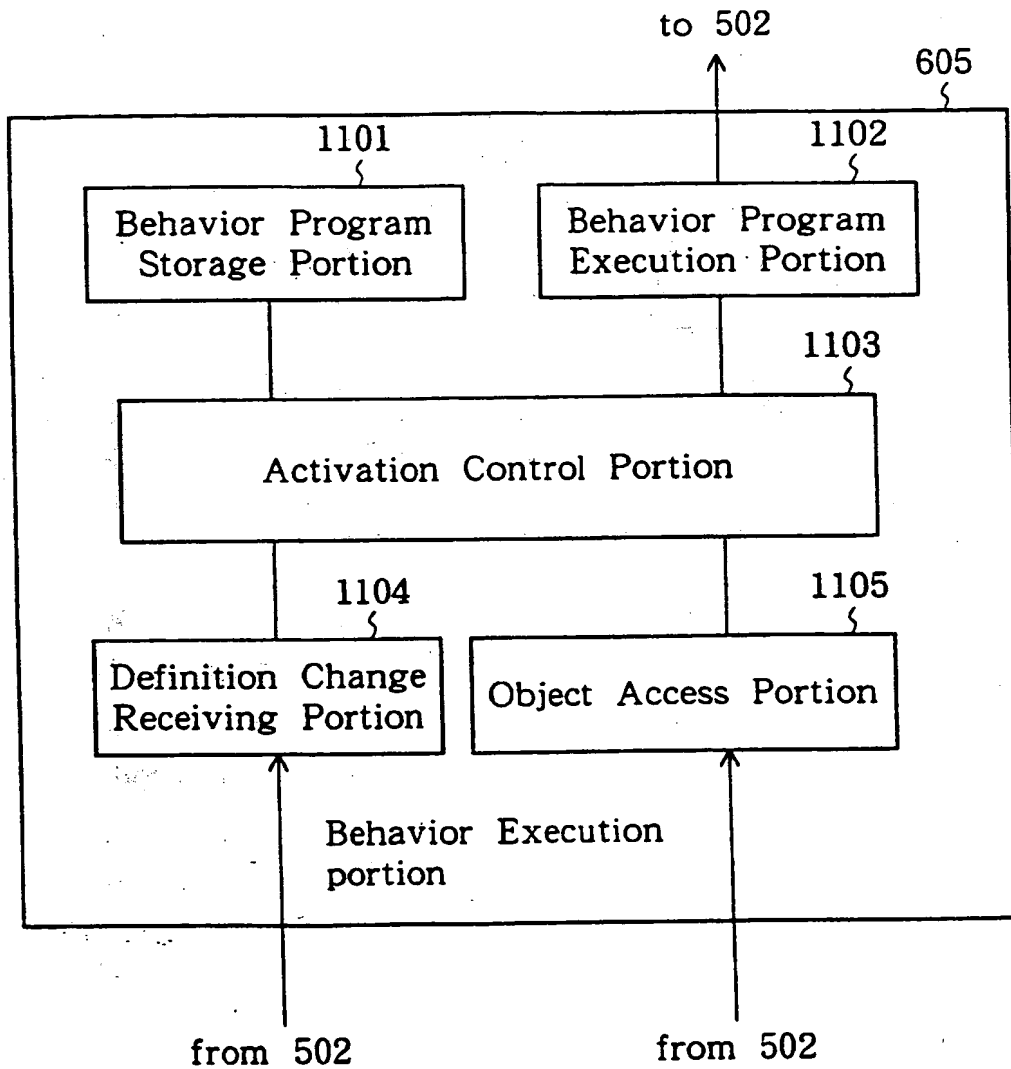 to 502
605
1101
1102
Behavior Program
Storage Portion
Behavior Program
Execution Portion
1103
Activation Control Portion
1104
1105
Definition Change
Receiving Portion
Object Access Portion
Behavior Execution
portion
from 502
from 502